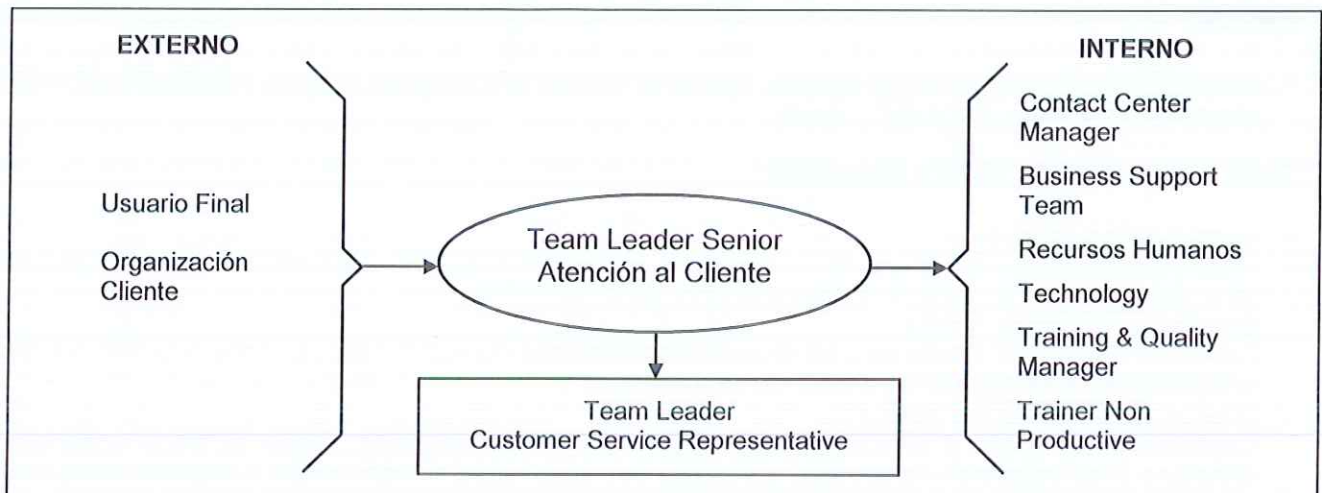 EXTERNO
Usuario Final
Organización
Cliente
Team Leader Senior
Atención al Cliente
Team Leader
Customer Service Representative
INTERNO
Contact Center
Manager
Business Support
Team
Recursos Humanos
Technology
Training & Quality
Manager
Trainer Non
Productive